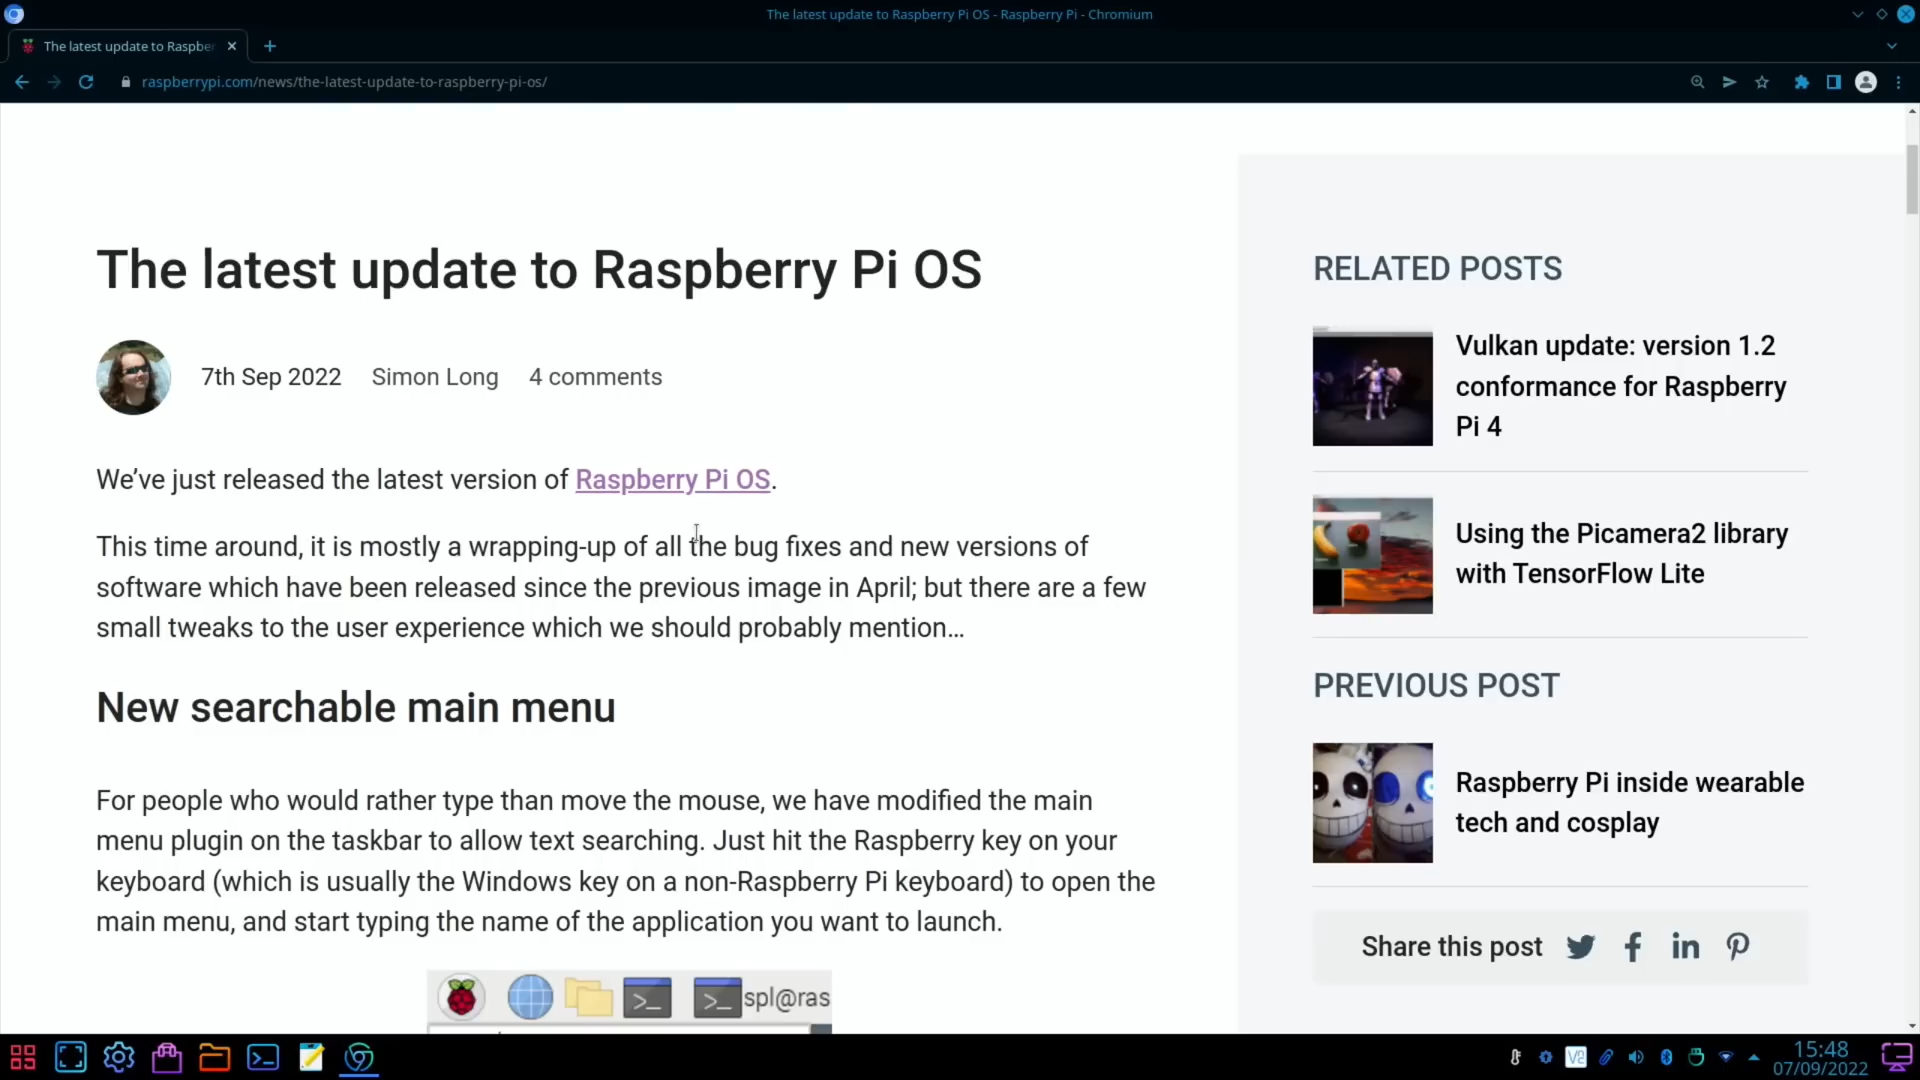 The latest update to Raspberry Pi OS - Raspberry Pi - Chromium
The latest update to Raspber
raspberrypi.com/news/the-latest-update-to-raspberry-pi-os/
The latest update to Raspberry Pi OS
7th Sep 2022 Simon Long 4 comments
We’ve just released the latest version of Raspberry Pi OS.
This time around, it is mostly a wrapping-up of all the bug fixes and new versions of
software which have been released since the previous image in April; but there are a few
small tweaks to the user experience which we should probably mention…
New searchable main menu
For people who would rather type than move the mouse, we have modified the main
menu plugin on the taskbar to allow text searching. Just hit the Raspberry key on your
keyboard (which is usually the Windows key on a non-Raspberry Pi keyboard) to open the
main menu, and start typing the name of the application you want to launch.
spl@ras
RELATED POSTS
Vulkan update: version 1.2
conformance for Raspberry
Pi 4
Using the Picamera2 library
with TensorFlow Lite
PREVIOUS POST
Raspberry Pi inside wearable
tech and cosplay
Share this post
15:48
07/09/2022